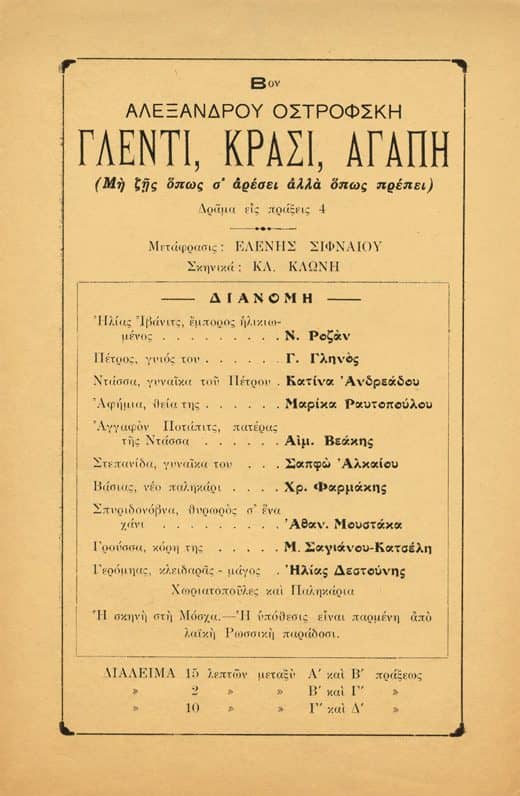 Βον
ΑΛΕΞΑΝΔΡΟΥ ΟΣΤΡΟΦΣΚΗ
ΓΛΕΝΤΙ, ΚΡΑΣΙ, ΑΓΑΠΗ
(Μὴ ζῇς ὅπως σ' ἀρέσει ἀλλὰ ὅπως πρέπει)
Δρᾶμα εἰς πράξεις 4
Μετάφρασις: ΕΛΕΝΗΣ ΣΙΦΝΑΙΟΥ
Σκηνικά: ΚΛ. ΚΛΩΝΗ
ΔΙΑΝΟΜΗ
Ἠλίας Ἰβάνιτς, ἔμπορος ἡλικιω-
μένος . . . . . . . . . Ν. Ροζὰν
Πέτρος, γυιός του . . . . . . Γ. Γληνὸς
Ντάσσα, γυναῖκα τοῦ Πέτρου . Κατίνα Ἀνδρεάδου
Ἀφήμια, θεία της . . . . . . Μαρίκα Ραυτοπούλου
Ἀγγαφὸν Ποτάπιτς, πατέρας
τῆς Ντάσσα . . . . . . Αἰμ. Βεάκης
Στεπανίδα, γυναῖκα του . . . Σαπφὼ Ἀλκαίου
Βάσιας, νέο παληκάρι . . . . Χρ. Φαρμάκης
Σπυριδονόβνα, θυρωρὸς σ' ἕνα
χάνι . . . . . . . . . Ἀθαν. Μουστάκα
Γρούσσα, κόρη της . . . . . Μ. Σαγιάνου-Κατσέλη
Γερόμηας, κλειδαρᾶς - μάγος . Ἠλίας Δεστούνης
Χωριατοποῦλες καὶ Παληκάρια
Ἡ σκηνὴ στὴ Μόσχα.—Ἡ ὑπόθεσις εἶναι παρμένη ἀπὸ
λαϊκὴ Ρωσσικὴ παράδοσι.
ΔΙΑΛΕΙΜΑ 15 λεπτῶν μεταξὺ Α' καὶ Β' πράξεως
» 2 » » Β' καὶ Γ' »
» 10 » » Γ' καὶ Δ' »